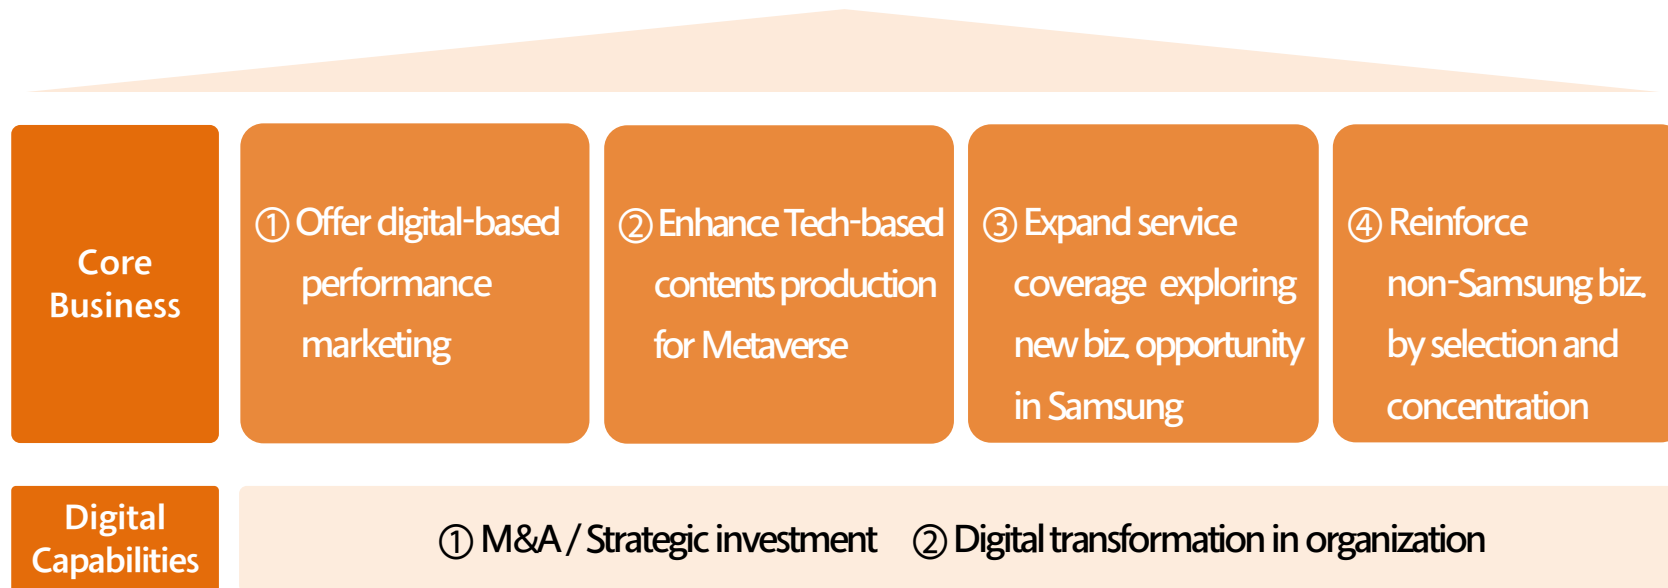 Core
Business
① Offer digital-based
performance
marketing
② Enhance Tech-based
contents production
for Metaverse
③ Expand service
coverage exploring
new biz. opportunity
in Samsung
④ Reinforce
non-Samsung biz.
by selection and
concentration
Digital
Capabilities
① M&A / Strategic investment ② Digital transformation in organization